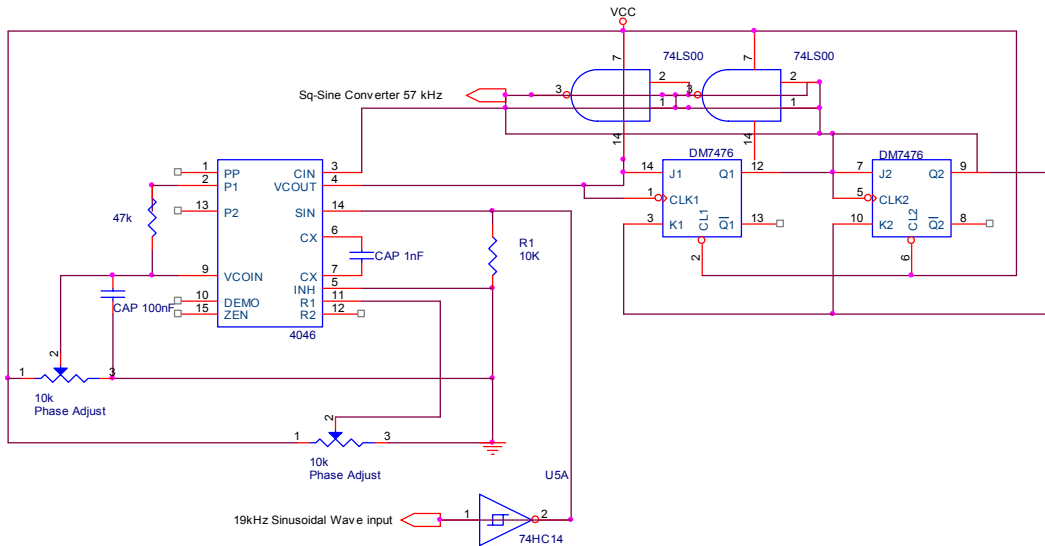 VCC
74LS00
74LS00
7
7
3
2
1
3
2
1
14
14
Sq-Sine Converter 57 kHz
DM7476
DM7476
14
J1
Q1
12
1
CLK1
3
K1
CL1
Q1
13
2
7
J2
Q2
9
5
CLK2
10
K2
CL2
Q2
8
6
1
PP
CIN
3
2
P1
VCOUT
4
SIN
14
13
P2
CX
6
CX
7
9
VCOIN
INH
5
10
DEMO
R1
11
15
ZEN
R2
12
4046
47k
CAP 1nF
R1
10K
CAP 100nF
1
2
3
10k
Phase Adjust
1
2
3
10k
Phase Adjust
U5A
19kHz Sinusoidal Wave input
1
2
74HC14